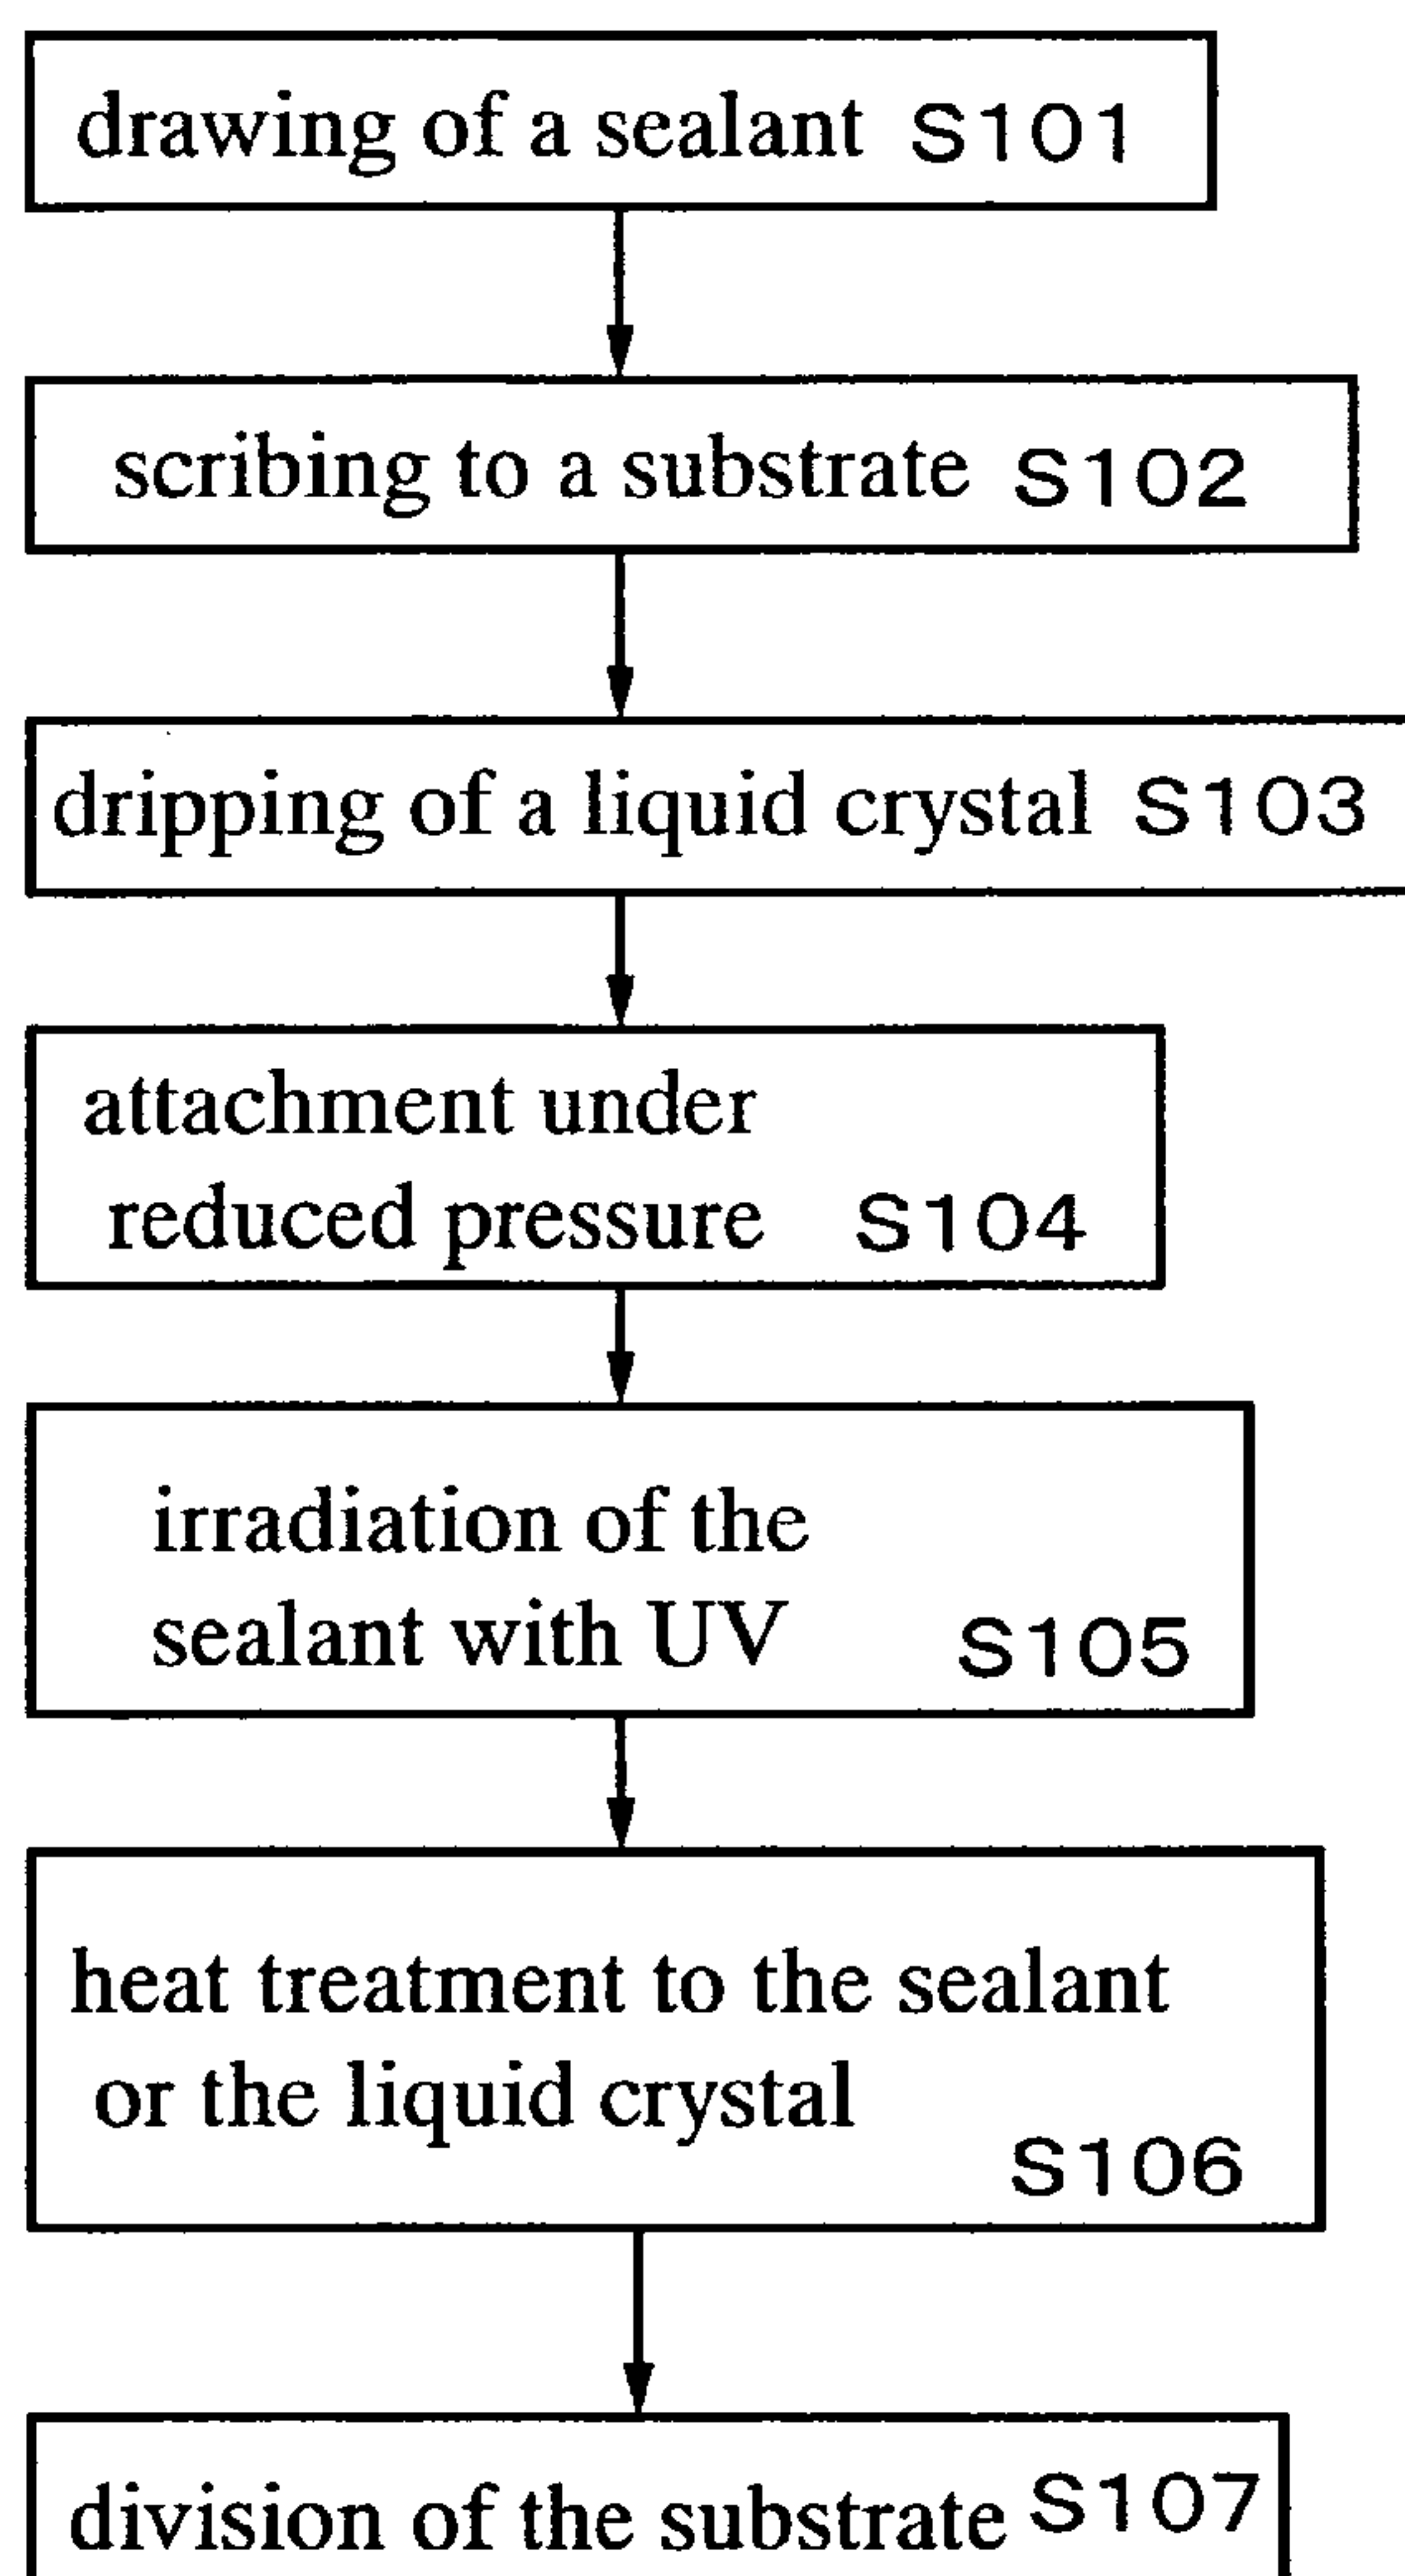 drawing of a sealant S101
scribing to a substrate S102
dripping of a liquid crystal S103
attachment under
reduced pressure S104
irradiation of the
sealant with UV S105
heat treatment to the sealant
or the liquid crystal
S106
division of the substrate S107